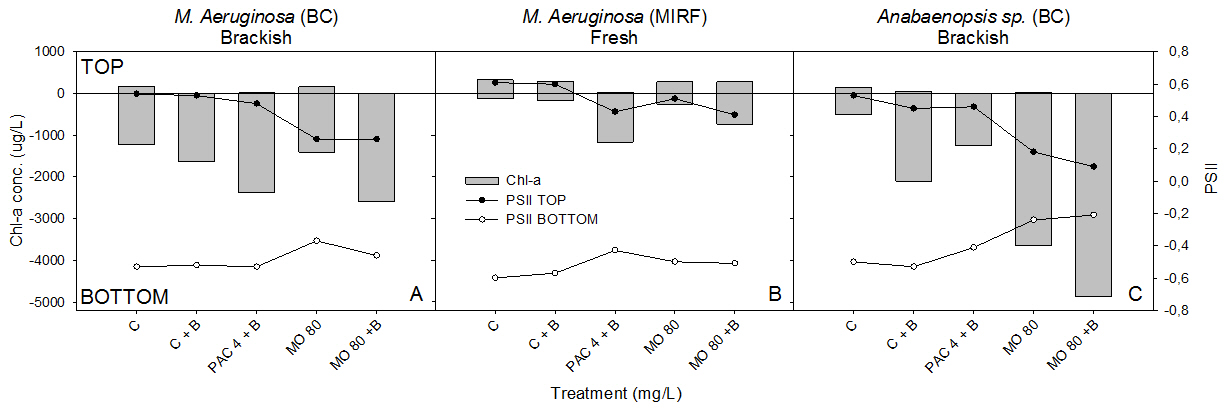 M. Aeruginosa (BC)
Brackish
M. Aeruginosa (MIRF)
Fresh
Anabaenopsis sp. (BC)
Brackish
Chl-a conc. (ug/L)
1000
0
-1000
-2000
-3000
-4000
-5000
TOP
BOTTOM
A
B
C
Chl-a
PSII TOP
PSII BOTTOM
0,8
0,6
0,4
0,2
0,0
-0,2
-0,4
-0,6
-0,8
PSII
C
C + B
PAC 4 + B
MO 80
MO 80 +B
C
C + B
PAC 4 + B
MO 80
MO 80 +B
C
C + B
PAC 4 + B
MO 80
MO 80 +B
Treatment (mg/L)